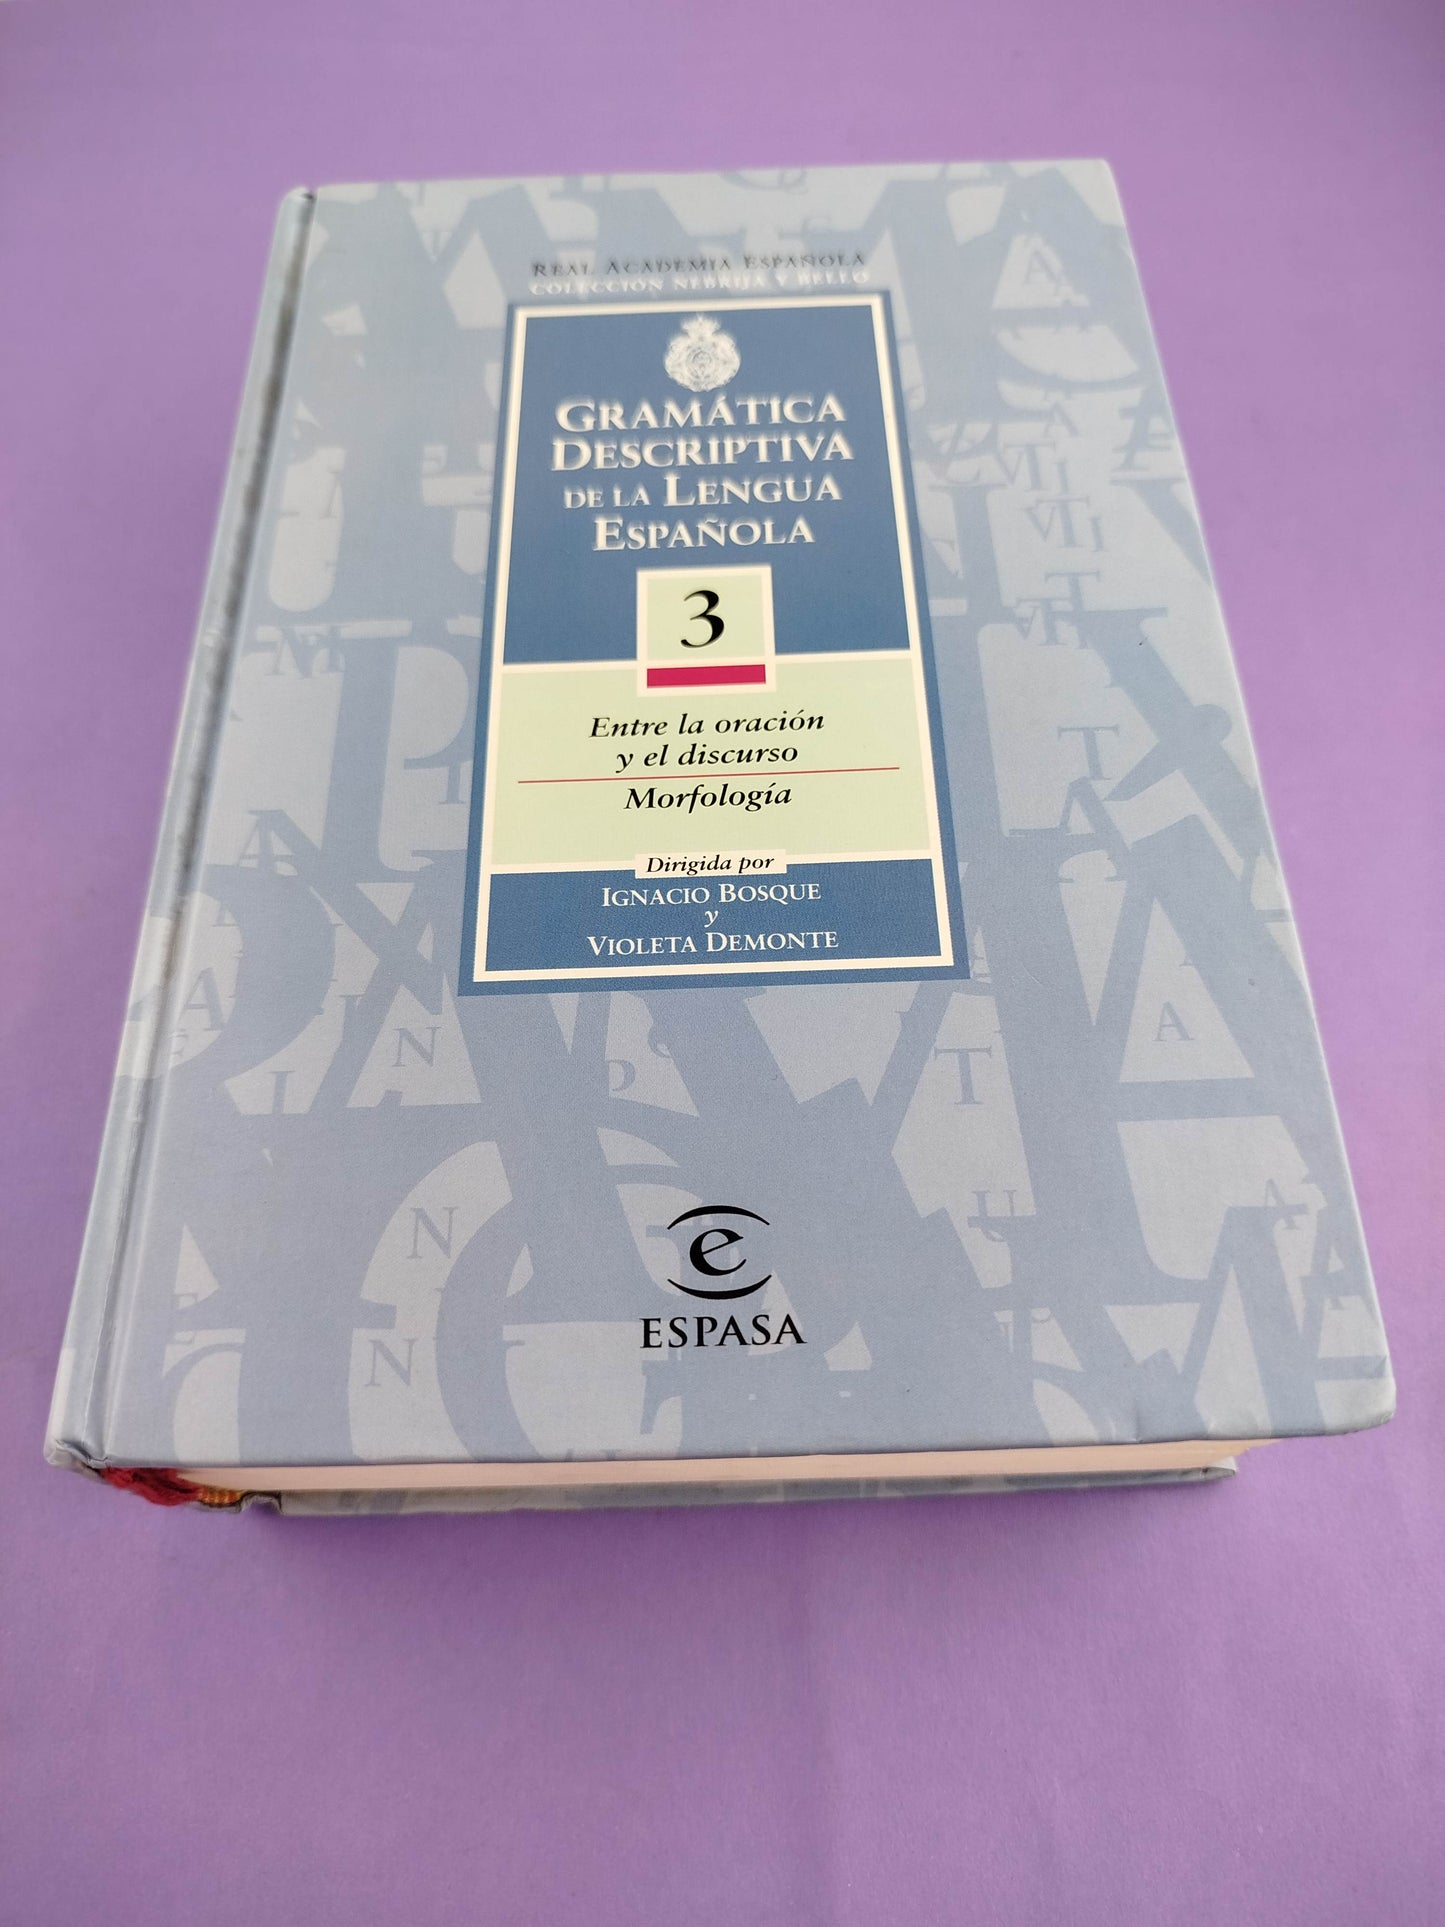 REAL ACADEMIA ESPAÑOLA
COLECCIÓN NEBRIJA Y BELLO
GRAMÁTICA
DESCRIPTIVA
DE LA LENGUA
ESPAÑOLA
3
Entre la oración
y el discurso
Morfología
Dirigida por
IGNACIO BOSQUE
y
VIOLETA DEMONTE
e
ESPASA